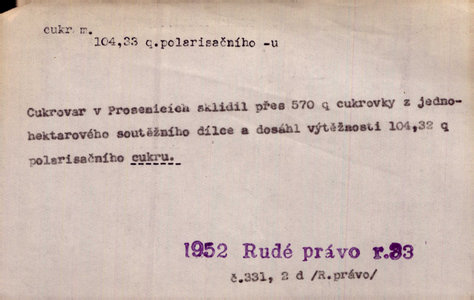 cukr m.
104,33 q.polarisačního -u
Cukrovar v Prosenicích sklidil přes 570 q cukrovky z jedno-
hektarového soutěžního dílce a dosáhl výtěžnosti 104,32 q
polarisačního cukru.
1952 Rudé právo r.33
č.331, 2 d /R.právo/